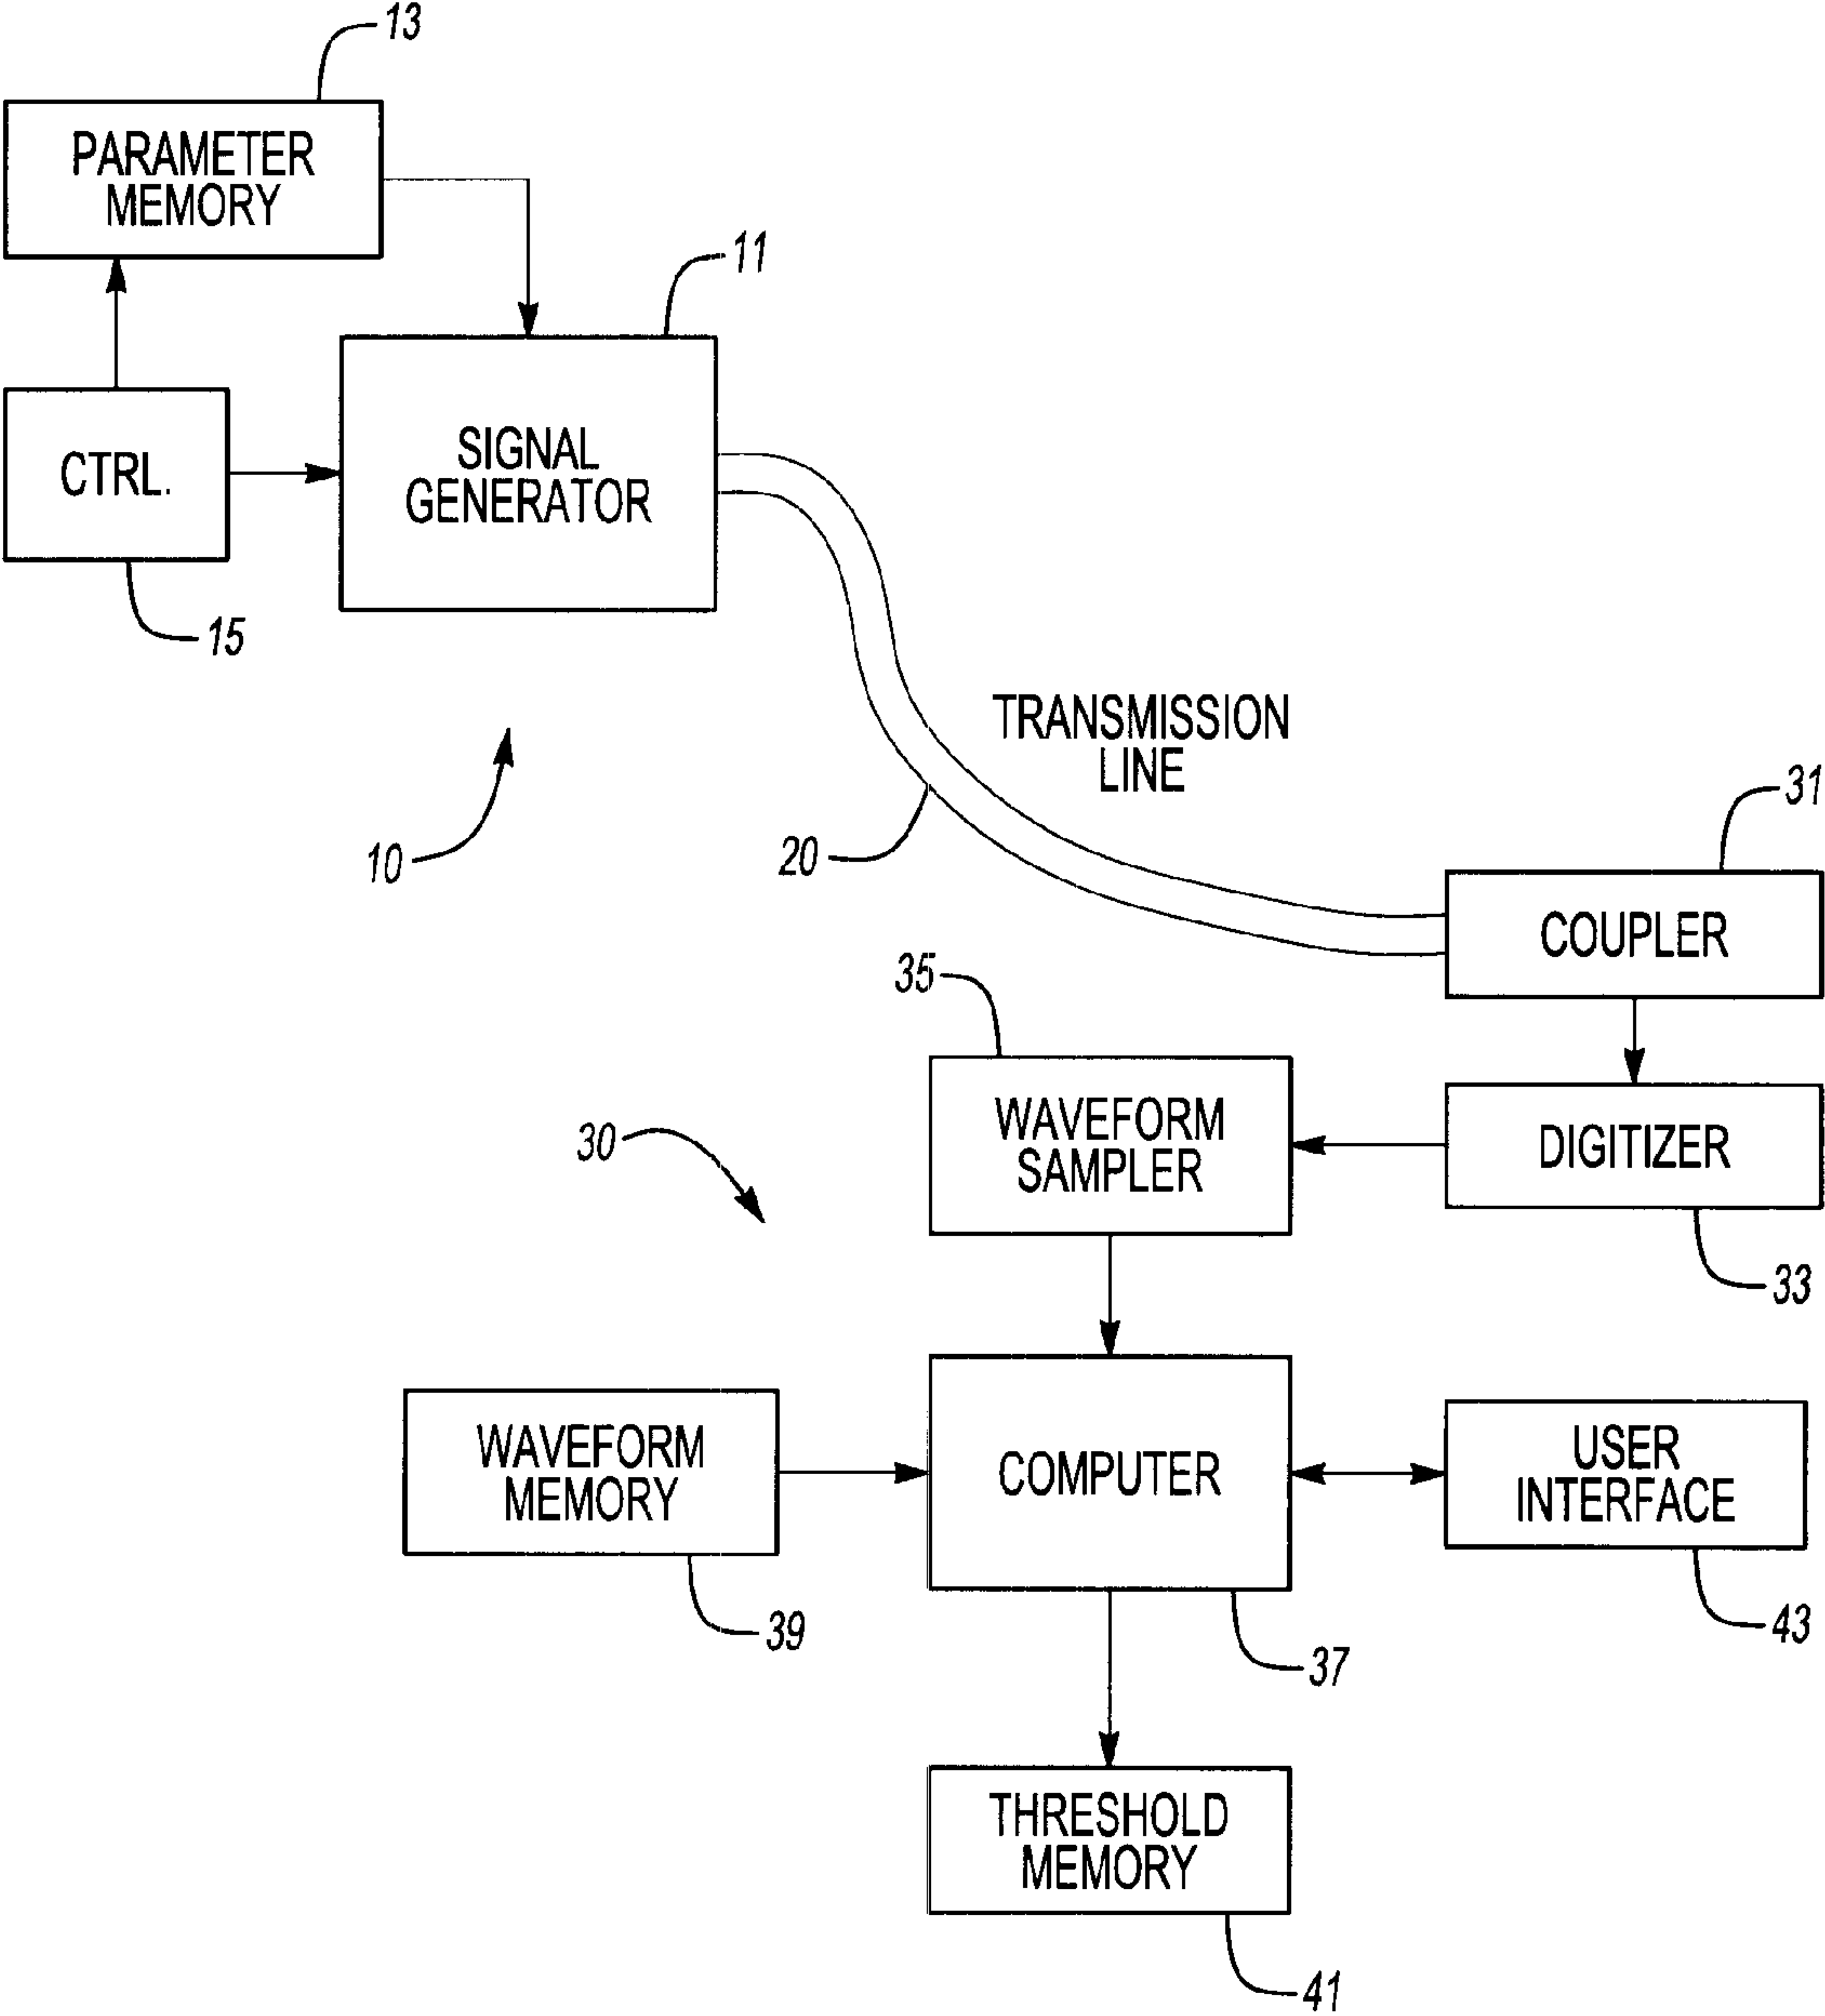 13
PARAMETER
MEMORY
11
SIGNAL
GENERATOR
CTRL.
15
TRANSMISSION
LINE
10
20
31
COUPLER
35
WAVEFORM
SAMPLER
30
DIGITIZER
33
WAVEFORM
MEMORY
COMPUTER
USER
INTERFACE
39
37
43
THRESHOLD
MEMORY
41